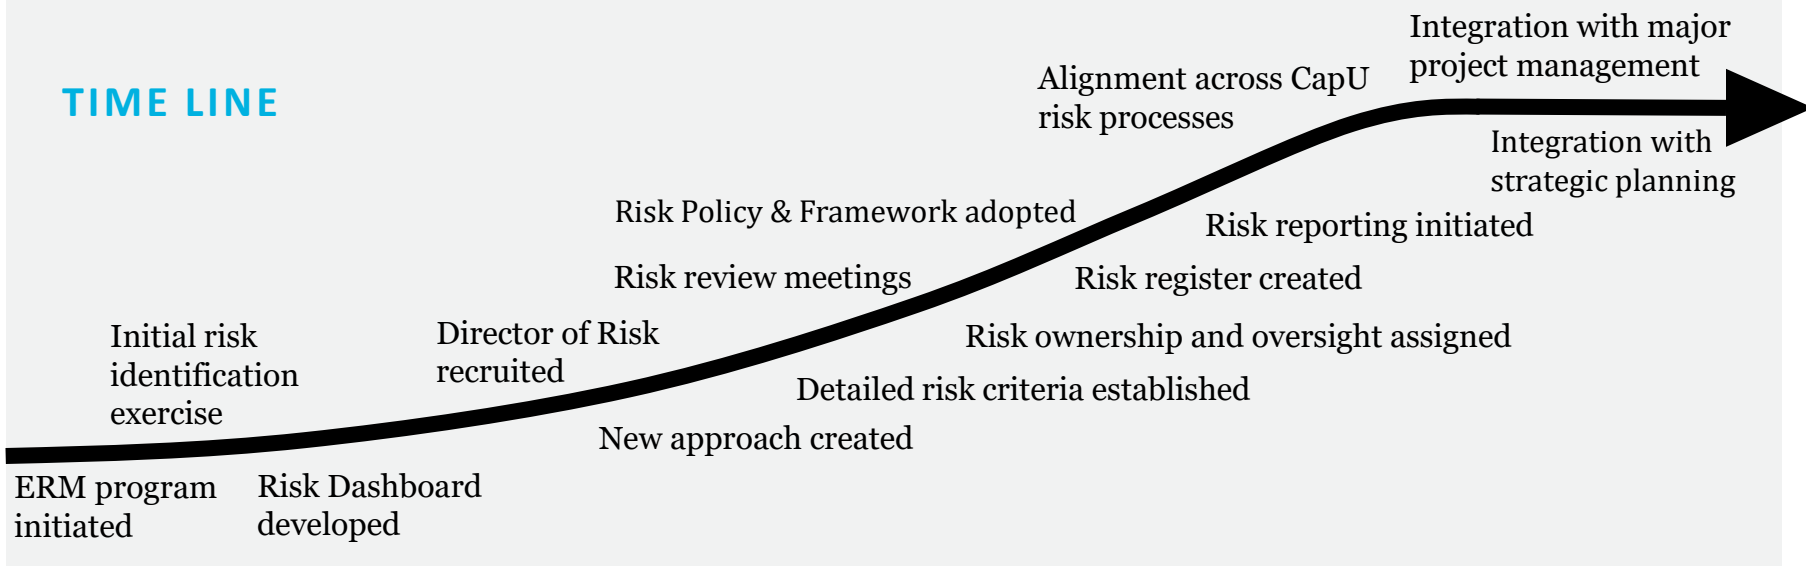 TIME LINE
Integration with major
project management
Alignment across CapU
risk processes
Integration with
strategic planning
Risk Policy & Framework adopted
Risk reporting initiated
Risk review meetings
Risk register created
Initial risk
identification
exercise
Director of Risk
recruited
Risk ownership and oversight assigned
Detailed risk criteria established
New approach created
ERM program
initiated
Risk Dashboard
developed